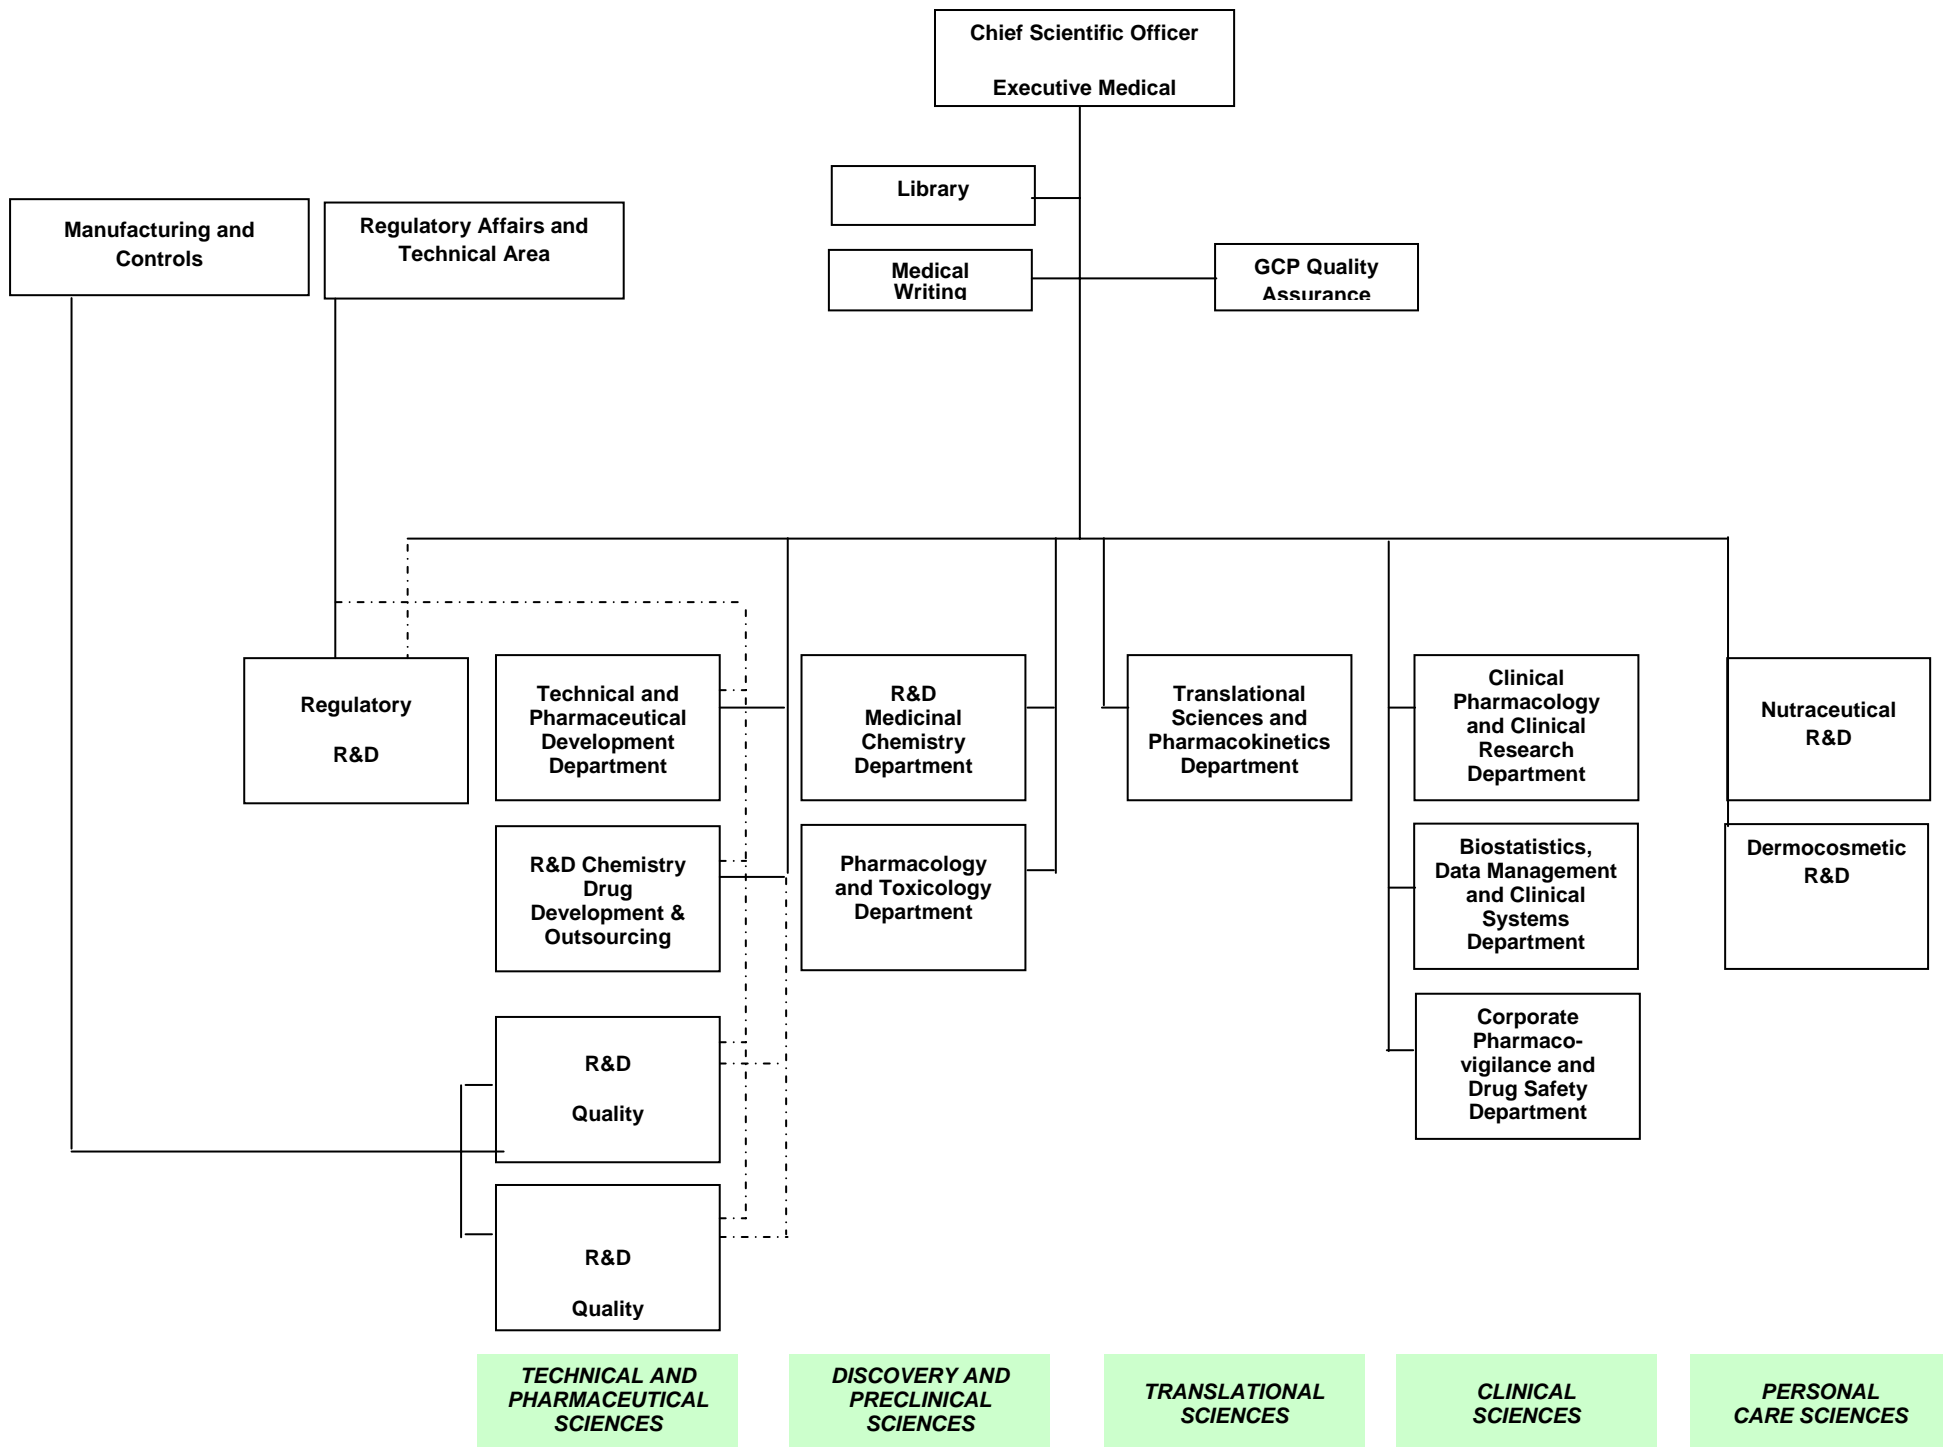 Chief Scientific Officer
Executive Medical
Library
Manufacturing and
Controls
Regulatory Affairs and
Technical Area
Medical
Writing
GCP Quality
Assurance
Regulatory
R&D
Technical and
Pharmaceutical
Development
Department
R&D
Medicinal
Chemistry
Department
Translational
Sciences and
Pharmacokinetics
Department
Clinical
Pharmacology
and Clinical
Research
Department
Nutraceutical
R&D
R&D Chemistry
Drug
Development &
Outsourcing
Pharmacology
and Toxicology
Department
Biostatistics,
Data Management
and Clinical
Systems
Department
Dermocosmetic
R&D
R&D
Quality
Corporate
Pharmaco-
vigilance and
Drug Safety
Department
R&D
Quality
TECHNICAL AND
PHARMACEUTICAL
SCIENCES
DISCOVERY AND
PRECLINICAL
SCIENCES
TRANSLATIONAL
SCIENCES
CLINICAL
SCIENCES
PERSONAL
CARE SCIENCES